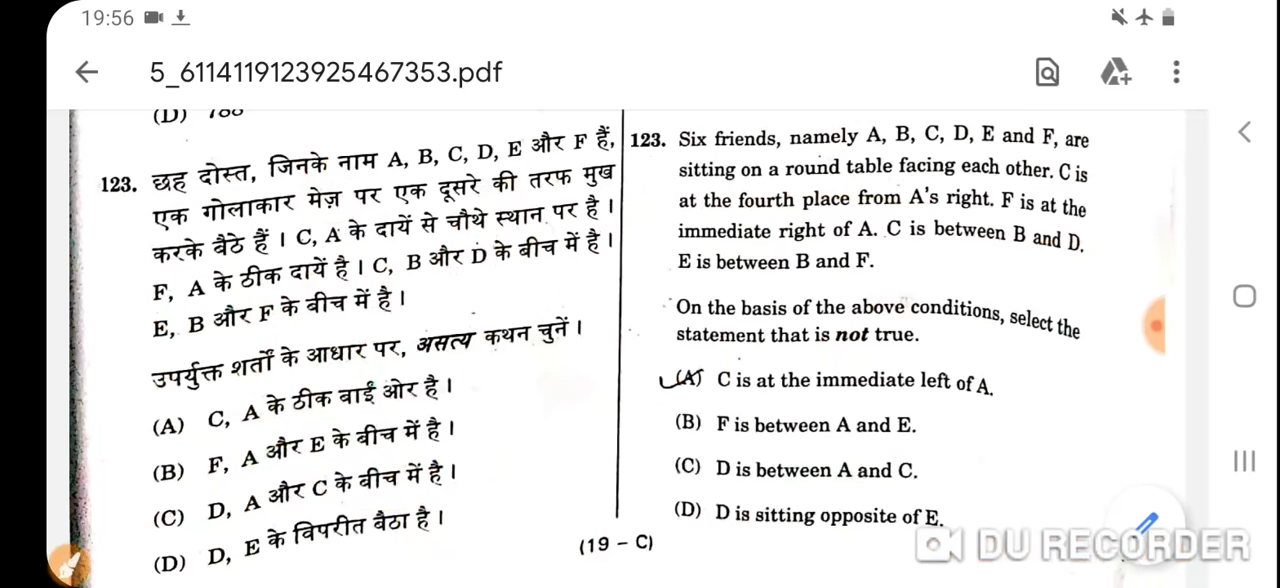 19:56
5_6114119123925467353.pdf
(D) 788
123. छह दोस्त, जिनके नाम A, B, C, D, E और F हैं,
एक गोलाकार मेज़ पर एक दूसरे की तरफ मुख
करके बैठे हैं। C, A के दायें से चौथे स्थान पर है।
F, A के ठीक दायें है। C, B और D के बीच में है।
E, B और F के बीच में है।
उपर्युक्त शर्तों के आधार पर, असत्य कथन चुनें।
(A) C, A के ठीक बाईं ओर है।
(B) F, A और E के बीच में है।
(C) D, A और C के बीच में है।
(D) D, E के विपरीत बैठा है।
123. Six friends, namely A, B, C, D, E and F, are
sitting on a round table facing each other. C is
at the fourth place from A's right. F is at the
immediate right of A. C is between B and D.
E is between B and F.
On the basis of the above conditions, select the
statement that is not true.
(A) C is at the immediate left of A.
(B) F is between A and E.
(C) D is between A and C.
(D) D is sitting opposite of E.
(19 – C)
DU RECORDER